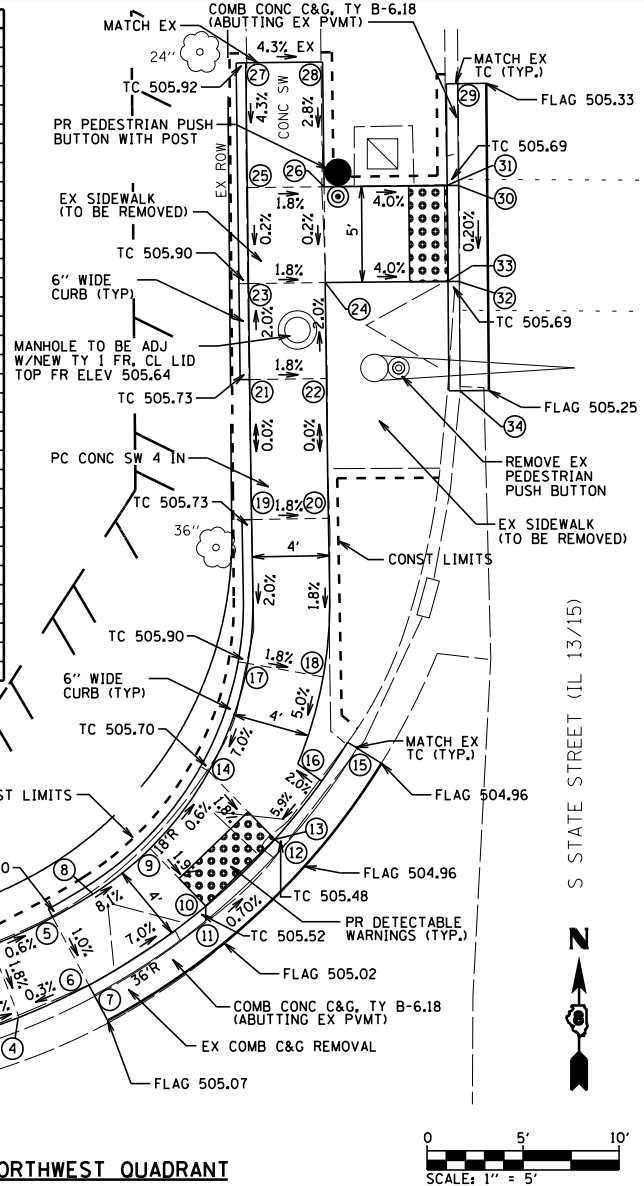 COMB CONC C&G, TY B-6.18
(ABUTTING EX PVMT)
MATCH EX
4.3% EX
24"
27
28
MATCH EX
TC (TYP.)
TC 505.92
29
FLAG 505.33
4.3%
CONC SW
2.8%
PR PEDESTRIAN PUSH
BUTTON WITH POST
TC 505.69
31
EX ROW
25
26
30
1.8%
4.0%
EX SIDEWALK
(TO BE REMOVED)
0.2%
0.2%
5'
0.20%
TC 505.90
33
1.8%
4.0%
6" WIDE
CURB (TYP)
23
24
32
2.0%
2.0%
TC 505.69
MANHOLE TO BE ADJ
W/NEW TY 1 FR, CL LID
TOP FR ELEV 505.64
1.8%
TC 505.73
21
22
FLAG 505.25
34
0.0%
0.0%
PC CONC SW 4 IN
REMOVE EX
PEDESTRIAN
PUSH BUTTON
TC 505.73
19
20
1.8%
EX SIDEWALK
(TO BE REMOVED)
36"
4'
CONST LIMITS
2.0%
1.8%
S STATE STREET (IL 13/15)
TC 505.90
1.8%
18
17
6" WIDE
CURB (TYP)
5.0%
4'
7.0%
TC 505.70
14
16
MATCH EX
TC (TYP.)
15
2.0%
5.9%
ST LIMITS
FLAG 504.96
0.6%
1.8%
18'R
13
12
8
9
1.9%
FLAG 504.96
0
4'
TC 505.48
8.1%
10
5
PR DETECTABLE
WARNINGS (TYP.)
0.70%
7.0%
11
TC 505.52
0.6%
1.0%
1.8%
6
0.3%
36'R
FLAG 505.02
7
N
COMB CONC C&G, TY B-6.18
(ABUTTING EX PVMT)
4
EX COMB C&G REMOVAL
FLAG 505.07
S
0
5'
10'
ORTHWEST QUADRANT
SCALE: 1" = 5'